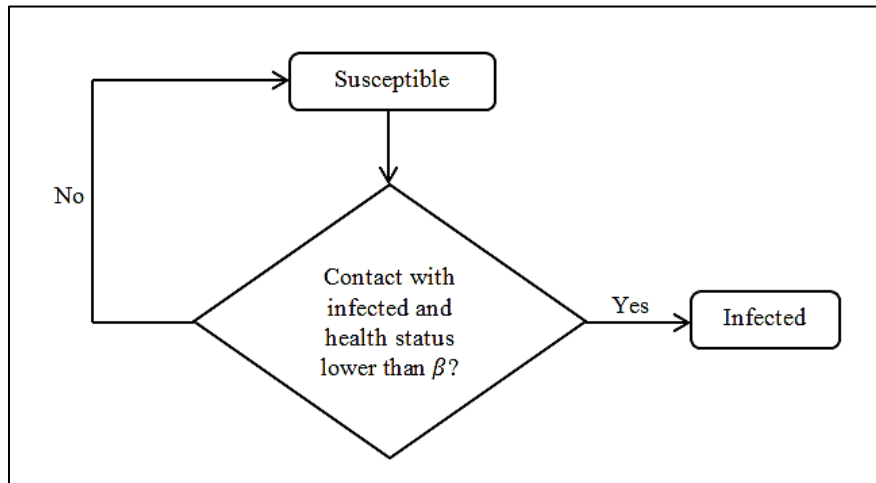 Susceptible
No
Contact with
infected and
health status
lower than β?
Yes
Infected